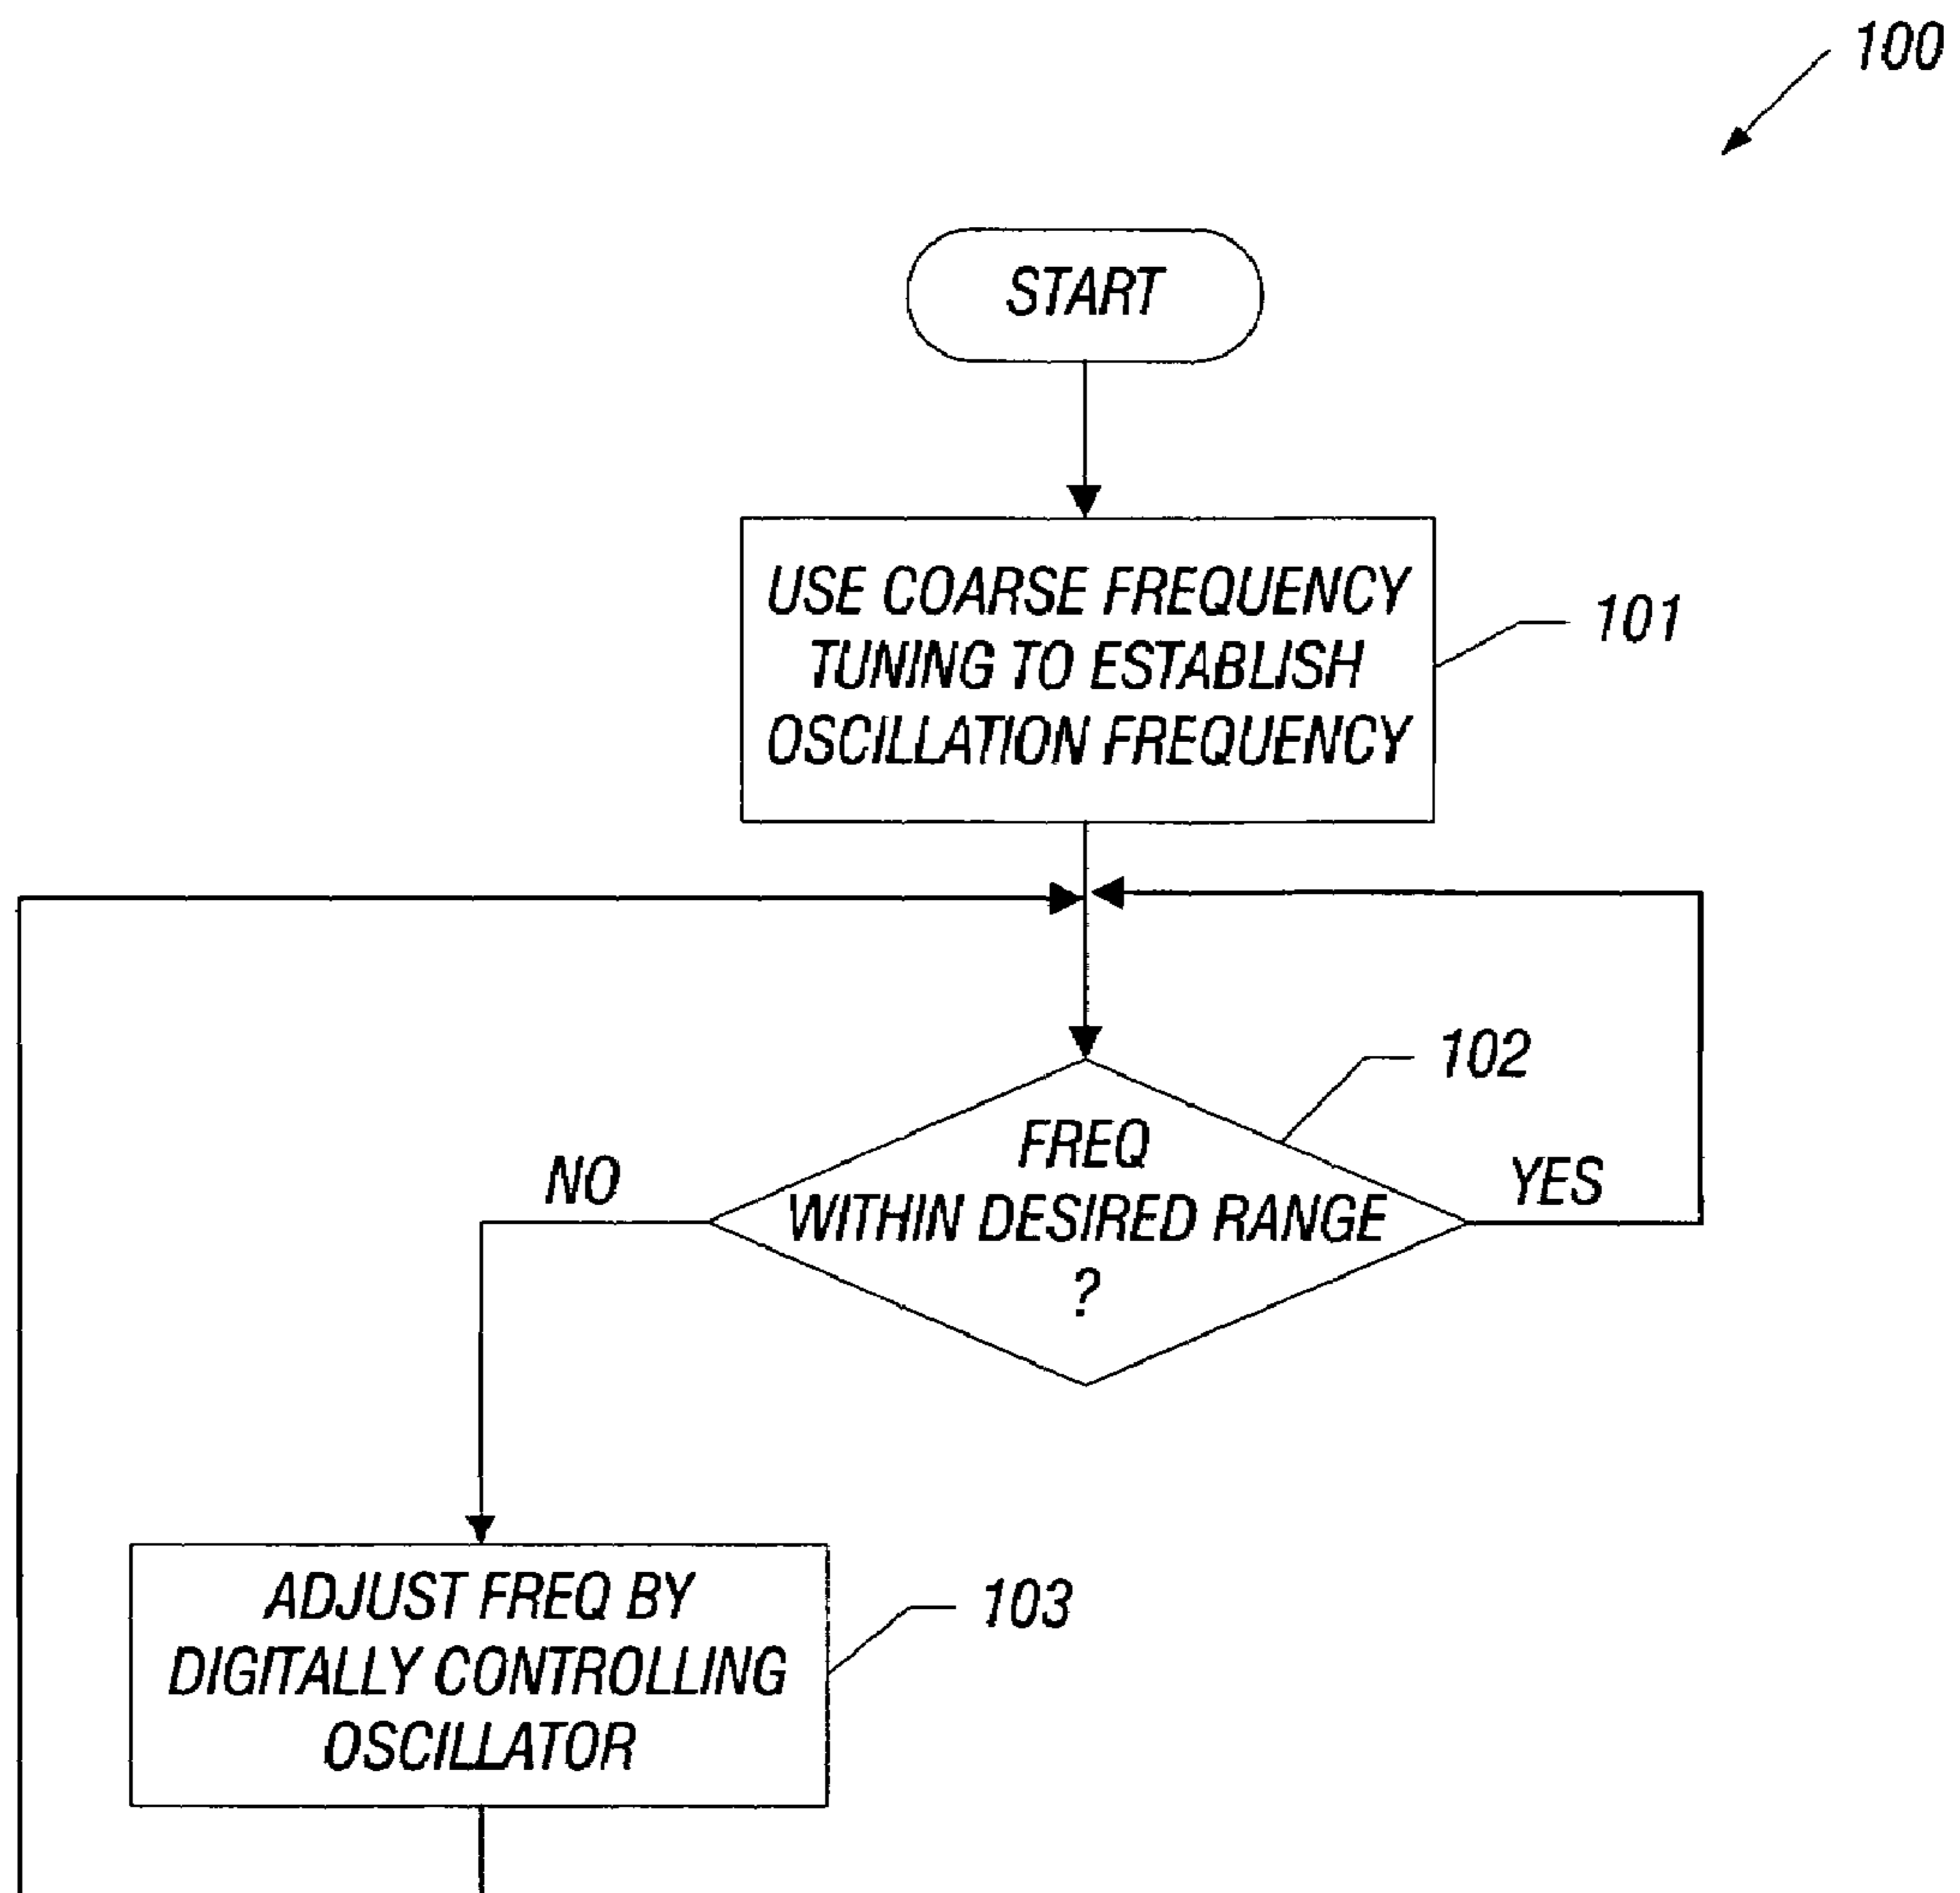 100
START
USE COARSE FREQUENCY
TUNING TO ESTABLISH
OSCILLATION FREQUENCY
101
102
FREQ
WITHIN DESIRED RANGE
?
NO
YES
ADJUST FREQ BY
DIGITALLY CONTROLLING
OSCILLATOR
103